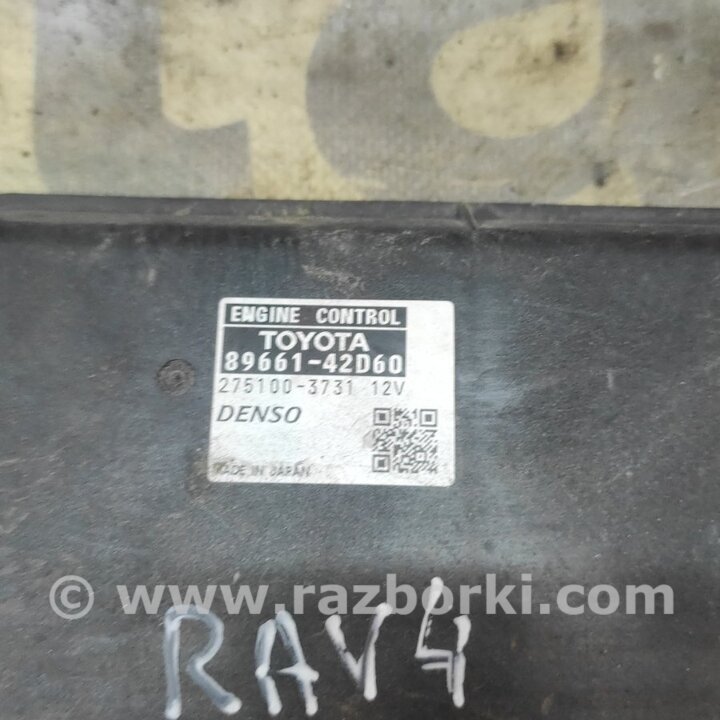 ENGINE CONTROL
TOYOTA
89661-42D60
275100-3731 12V
DENSO
MADE IN JAPAN
© www.razborki.com
RAV4